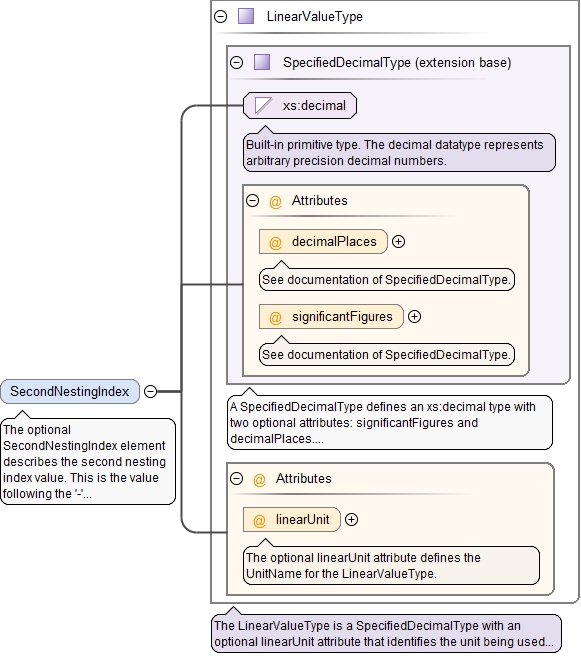 LinearValueType
SpecifiedDecimalType (extension base)
xs:decimal
Built-in primitive type. The decimal datatype represents
arbitrary precision decimal numbers.
@ Attributes
@ decimalPlaces
See documentation of SpecifiedDecimalType.
@ significantFigures
See documentation of SpecifiedDecimalType.
SecondNestingIndex
The optional
SecondNestingIndex element
describes the second nesting
index value. This is the value
following the '-'...
A SpecifiedDecimalType defines an xs:decimal type with
two optional attributes: significantFigures and
decimalPlaces....
@ Attributes
@ linearUnit
The optional linearUnit attribute defines the
UnitName for the LinearValueType.
The LinearValueType is a SpecifiedDecimalType with an
optional linearUnit attribute that identifies the unit being used...